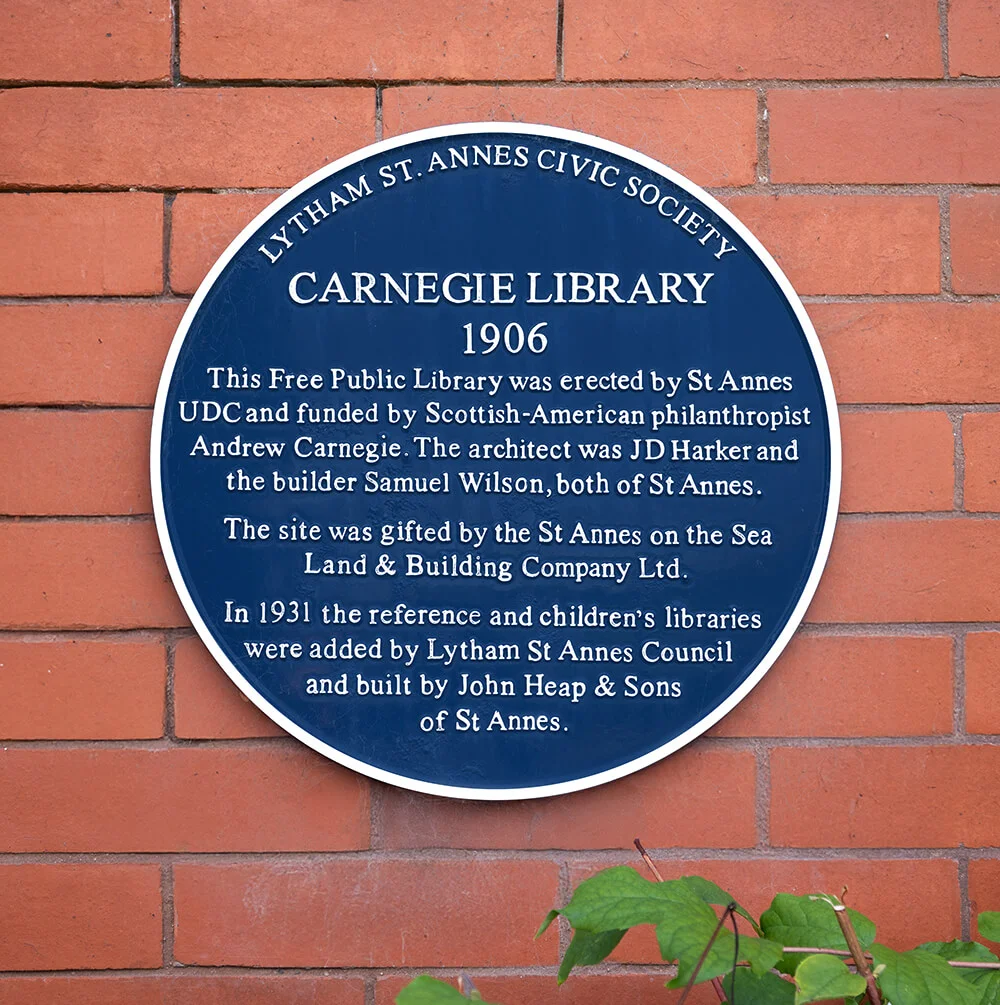 LYTHAM ST. ANNES CIVIC SOCIETY
CARNEGIE LIBRARY
1906
This Free Public Library was erected by St Annes
UDC and funded by Scottish-American philanthropist
Andrew Carnegie. The architect was JD Harker and
the builder Samuel Wilson, both of St Annes.
The site was gifted by the St Annes on the Sea
Land & Building Company Ltd.
In 1931 the reference and children's libraries
were added by Lytham St Annes Council
and built by John Heap & Sons
of St Annes.